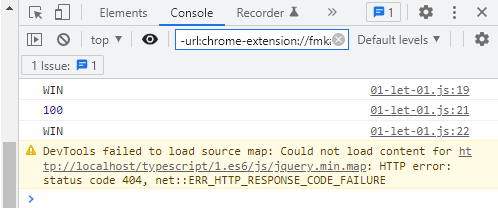 Elements Console Recorder 1
top -url:chrome-extension://fmk Default levels
1 Issue: 1
WIN 01-let-01.js:19
100 01-let-01.js:21
WIN 01-let-01.js:22
DevTools failed to load source map: Could not load content for ht
tp://localhost/typescript/1.es6/js/jquery.min.map: HTTP error:
status code 404, net::ERR_HTTP_RESPONSE_CODE_FAILURE